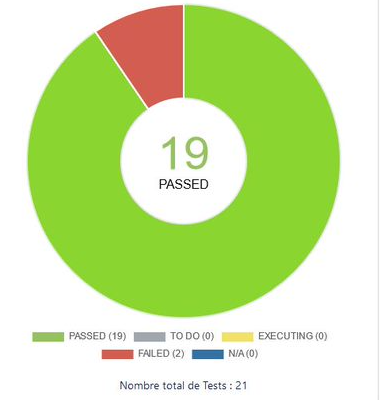 19
PASSED
PASSED (19) TO DO (0) EXECUTING (0)
FAILED (2) N/A (0)
Nombre total de Tests : 21